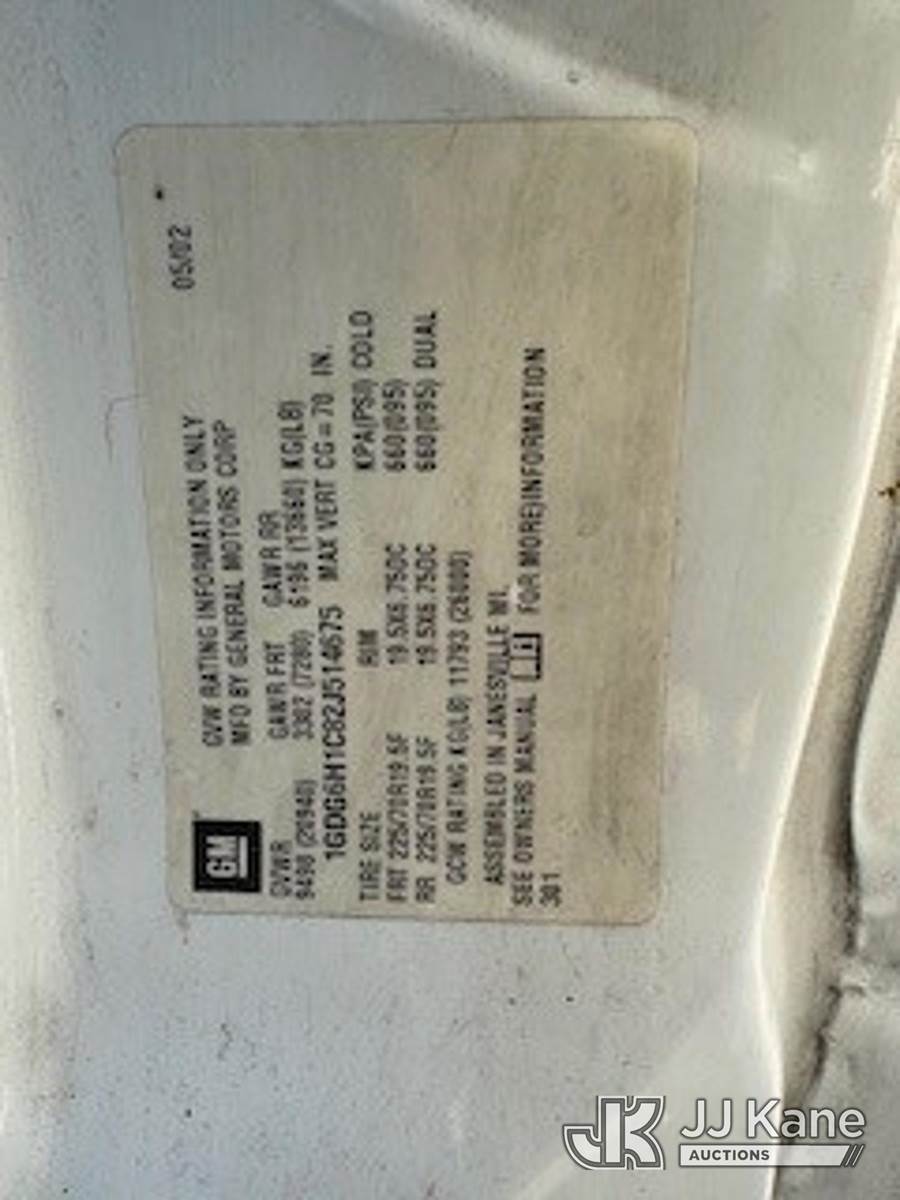 GM
GVW RATING INFORMATION ONLY 05/02
MFD BY GENERAL MOTORS CORP
GVWR GAWR FRT GAWR RR
9498 (20940) 3302 (7280) 6196 (13660) KG(LB)
1GDG6H1C82J514675 MAX VERT CG = 70 IN.
TIRE SIZE RIM KPA(PSI) COLD
FRT 225/70R19.5F 19.5X6.75DC 660(095)
RR 225/70R19.5F 19.5X6.75DC 660(095) DUAL
GCW RATING KG(LB) 11793 (26000)
ASSEMBLED IN JANESVILLE WI.
SEE OWNERS MANUAL FOR MORE)INFORMATION
301
JK JJ Kane
AUCTIONS